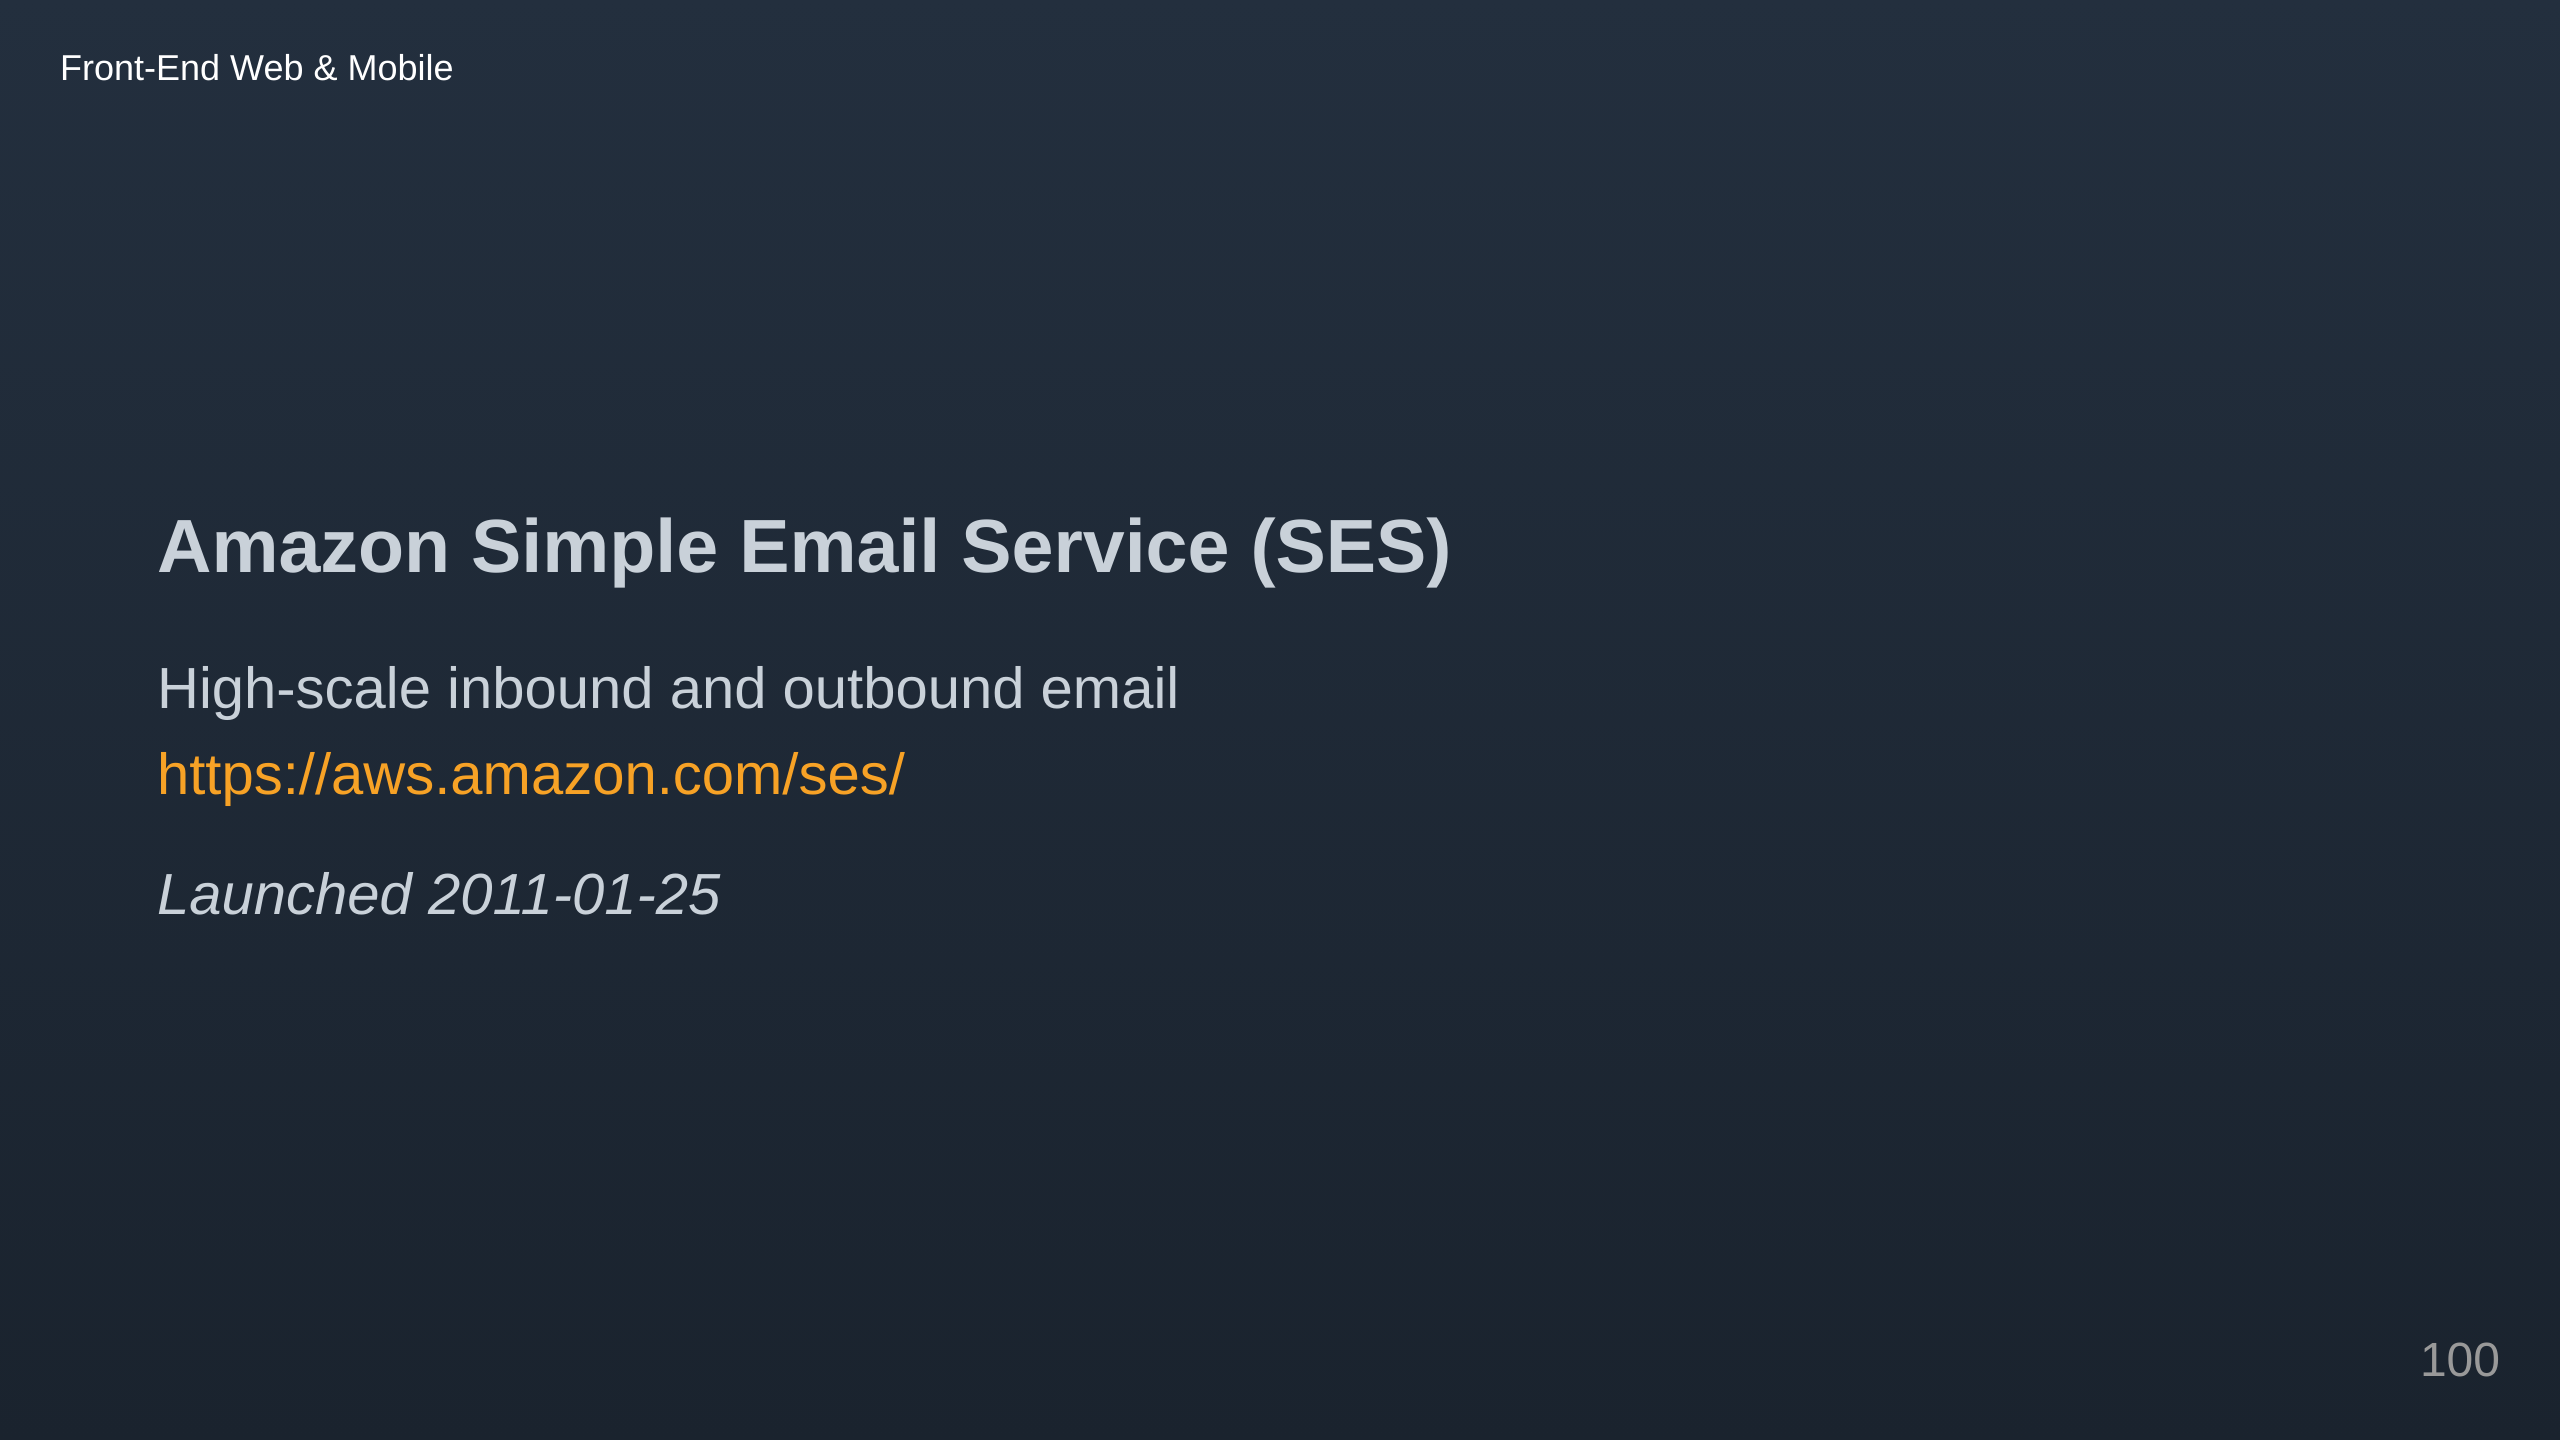 Front-End Web & Mobile
Amazon Simple Email Service (SES)
High-scale inbound and outbound email
https://aws.amazon.com/ses/
Launched 2011-01-25
100